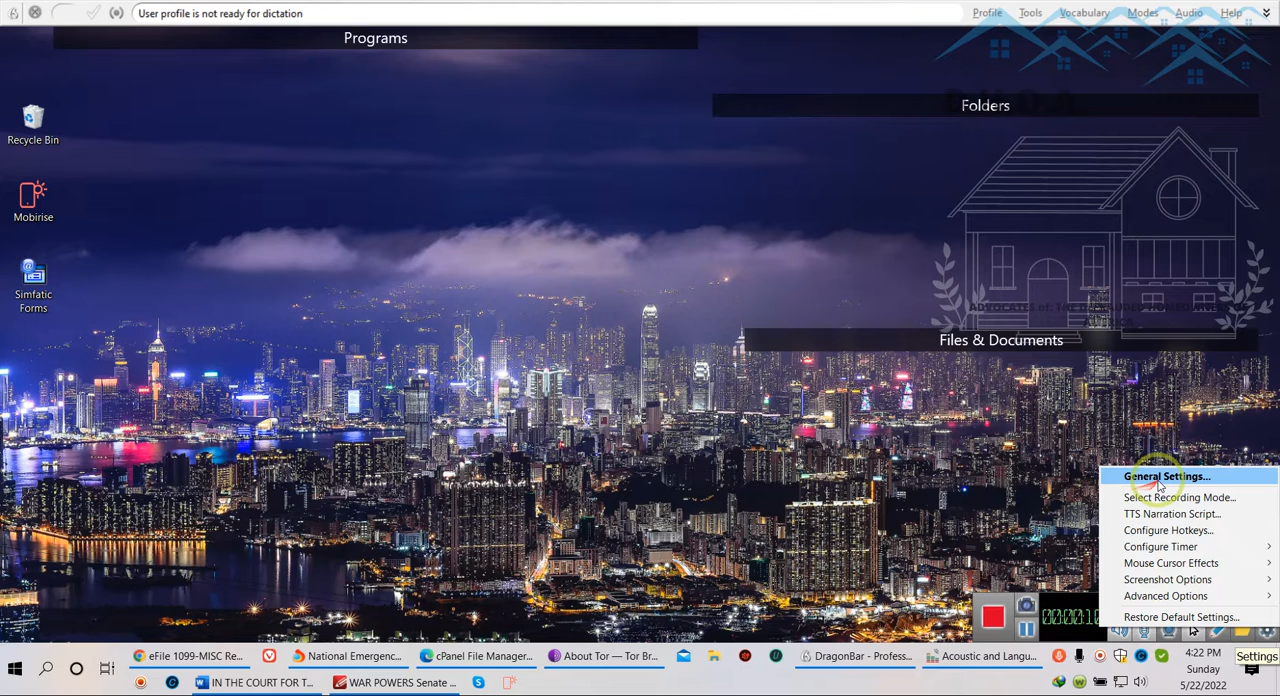 User profile is not ready for dictation
Profile Tools Vocabulary Modes Audio Help
Programs
Folders
Recycle Bin
Mobirise
Simfatic
Forms
Files & Documents
General Settings...
Select Recording Mode...
TTS Narration Script...
Configure Hotkeys...
Configure Timer
Mouse Cursor Effects
Screenshot Options
Advanced Options
Restore Default Settings...
eFile 1099-MISC Re...
National Emergenc...
cPanel File Manager...
About Tor — Tor Br...
DragonBar - Profess...
Acoustic and Langu...
4:22 PM
Sunday
5/22/2022
Settings
IN THE COURT FOR T...
WAR POWERS Senate ...